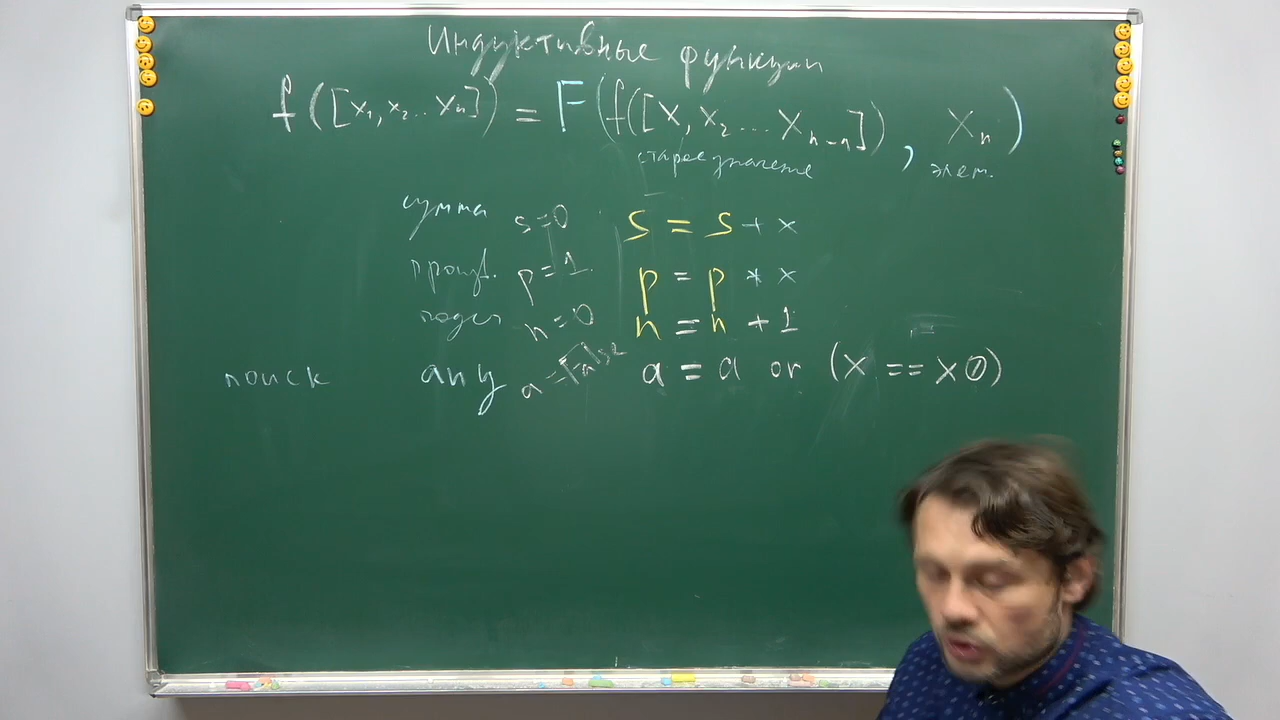 Индуктивные функции
f([x₁, x₂ .. xₙ]) = F(f([x, x₂ ... xₙ₋₁]), xₙ)
старое значение элем.
сумма s=0 s = s + x
произв. p=1 p = p * x
подсч n=0 n = n + 1
поиск any a=False a = a or (x == x0)